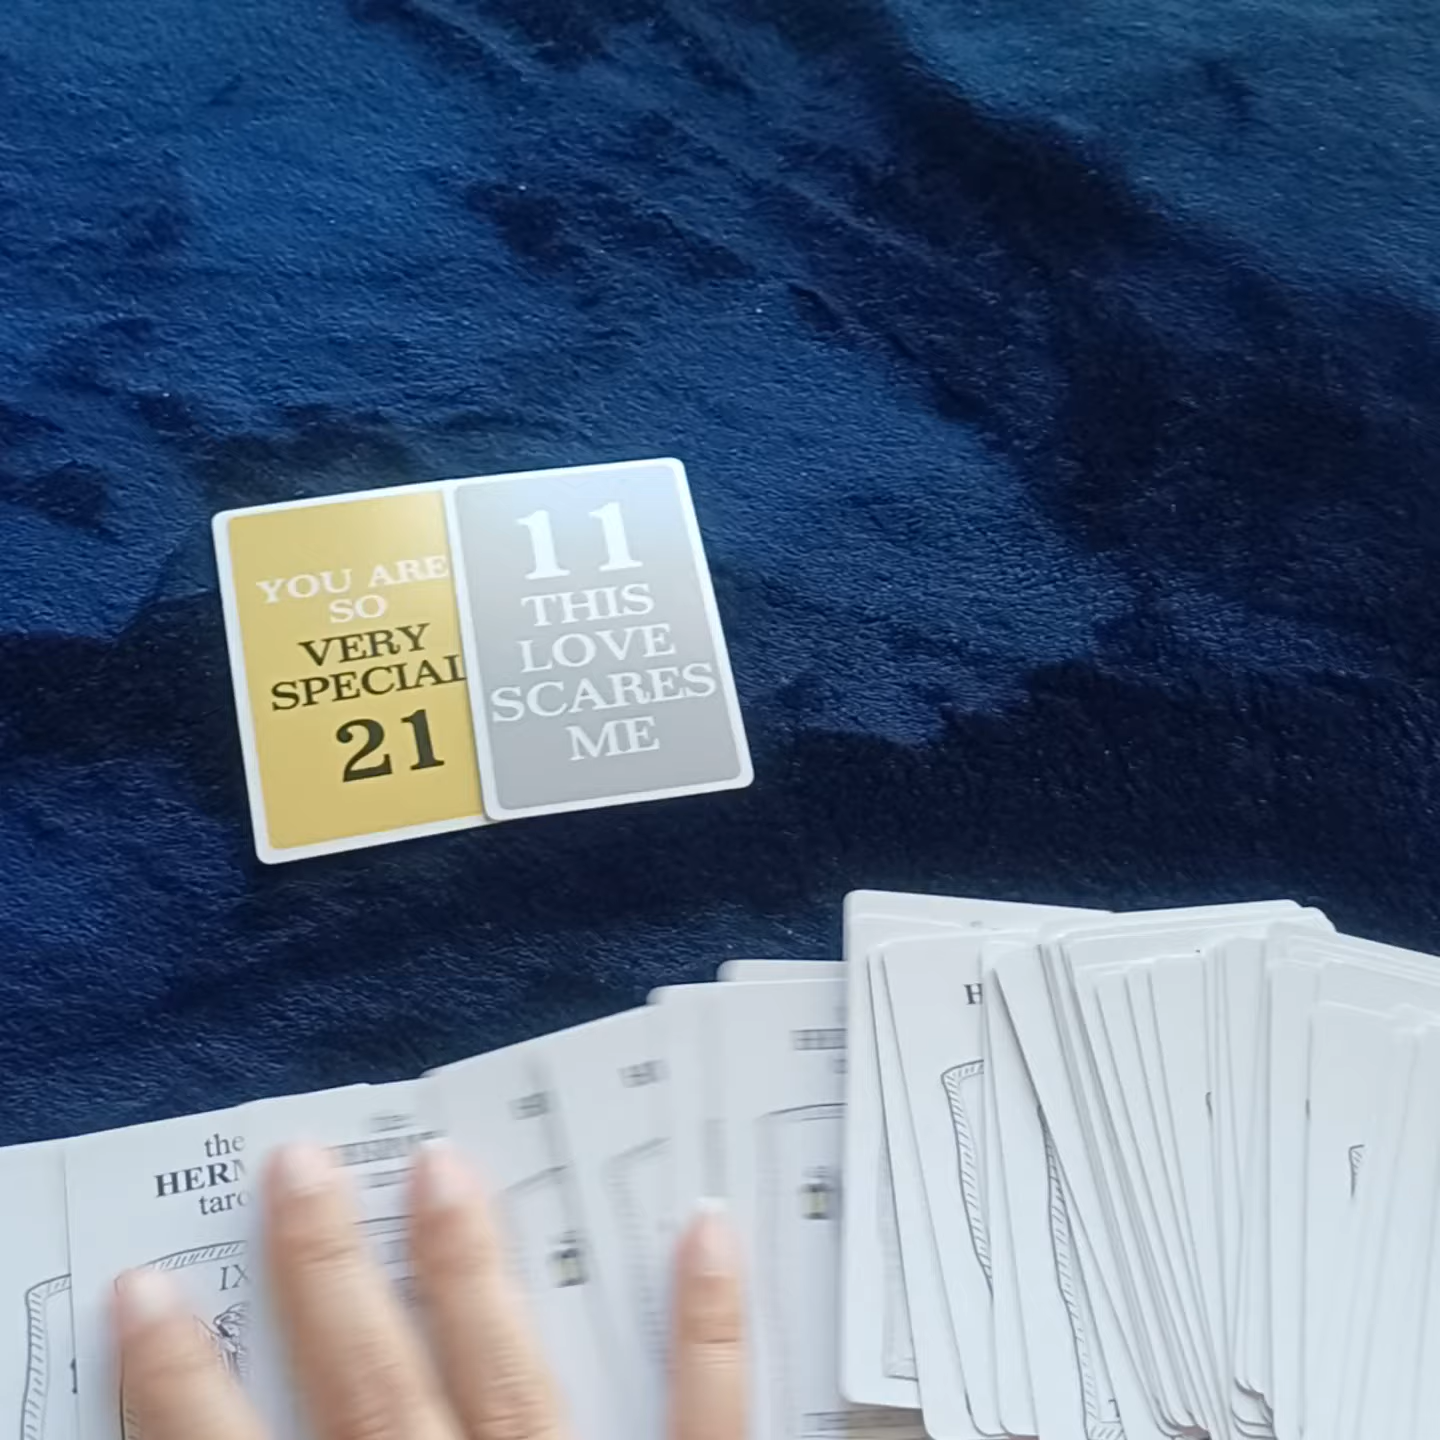 YOU ARE
SO
VERY
SPECIAL
21
11
THIS
LOVE
SCARES
ME
the
HERM
taro
IX
H